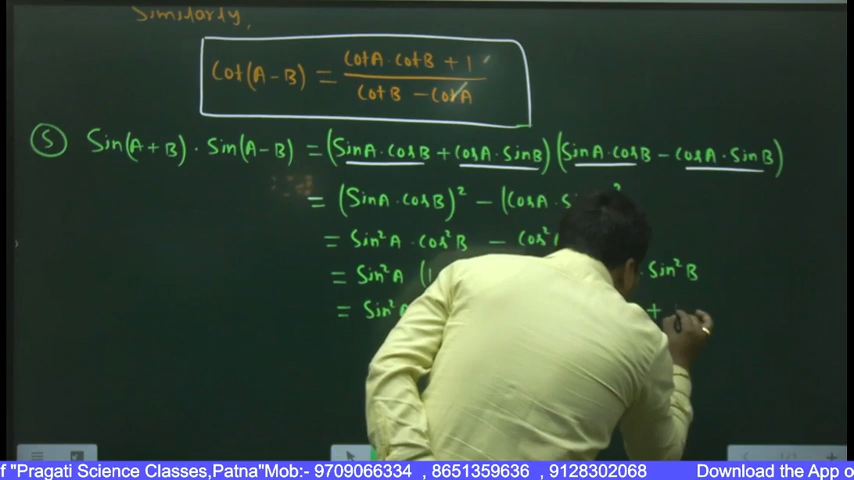 Similarly,
Cot(A-B) = CotA·CotB + 1 / CotB - CotA
⑤ Sin(A+B)·Sin(A-B) = (SinA·CosB + CosA·SinB)(SinA·CosB - CosA·SinB)
= (SinA·CosB)² - (CosA·
= Sin²A·Cos²B - Cos²
= Sin²A ( · Sin²B
= Sin² +
f "Pragati Science Classes,Patna"Mob:- 9709066334 , 8651359636 , 9128302068 Download the App o